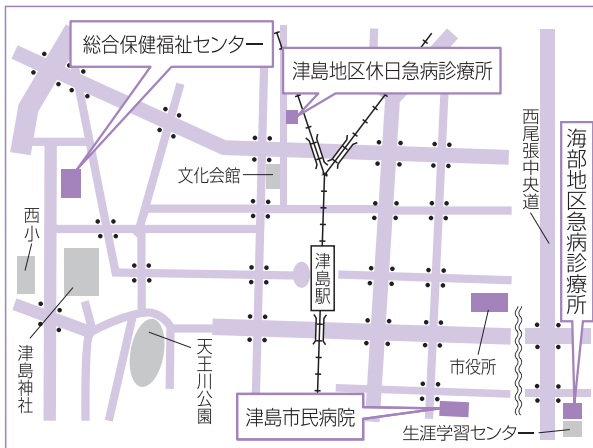 総合保健福祉センター
津島地区休日急病診療所
西尾張中央道
海部地区急病診療所
文化会館
西小
津島駅
市役所
津島神社
天王川公園
津島市民病院
生涯学習センター